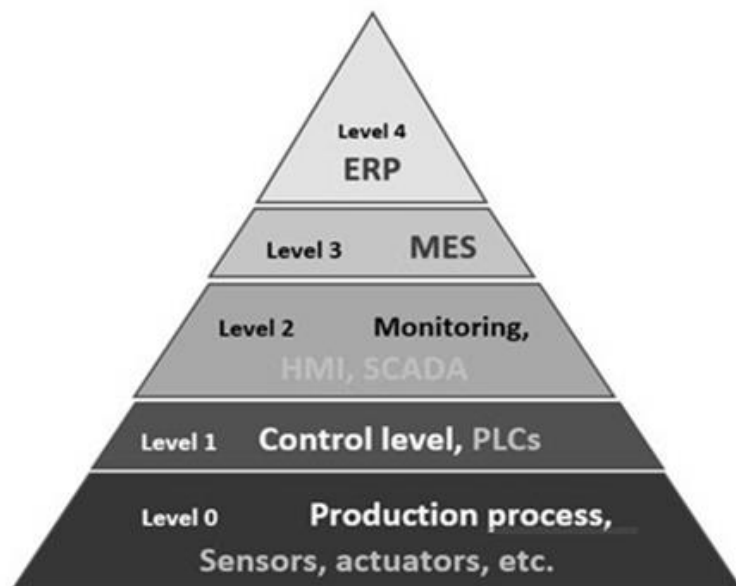 Level 4
ERP
Level 3 MES
Level 2 Monitoring,
HMI, SCADA
Level 1 Control level, PLCs
Level 0 Production process,
Sensors, actuators, etc.